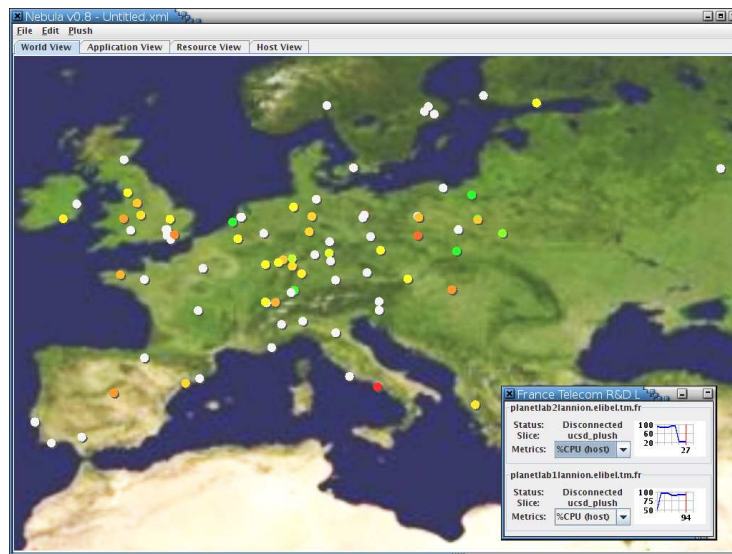 Nebula v0.8 - Untitled.xml
File Edit Plush
World View Application View Resource View Host View
France Telecom R&D L
planetlab2lannion.elibel.tm.fr
Status: Disconnected
Slice: ucsd_plush
Metrics: %CPU (host)
100
60
20
27
planetlab1lannion.elibel.tm.fr
Status: Disconnected
Slice: ucsd_plush
Metrics: %CPU (host)
100
75
50
94